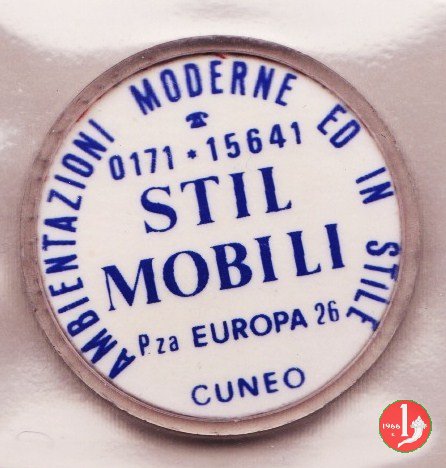 AMBIENTAZIONI MODERNE ED IN STILE
☎
0171*15641
STIL
MOBILI
P.za EUROPA 26
CUNEO
1966